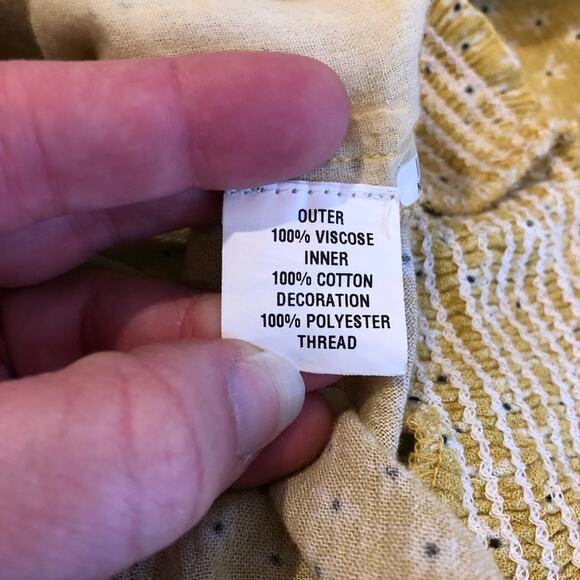 OUTER
100% VISCOSE
INNER
100% COTTON
DECORATION
100% POLYESTER
THREAD